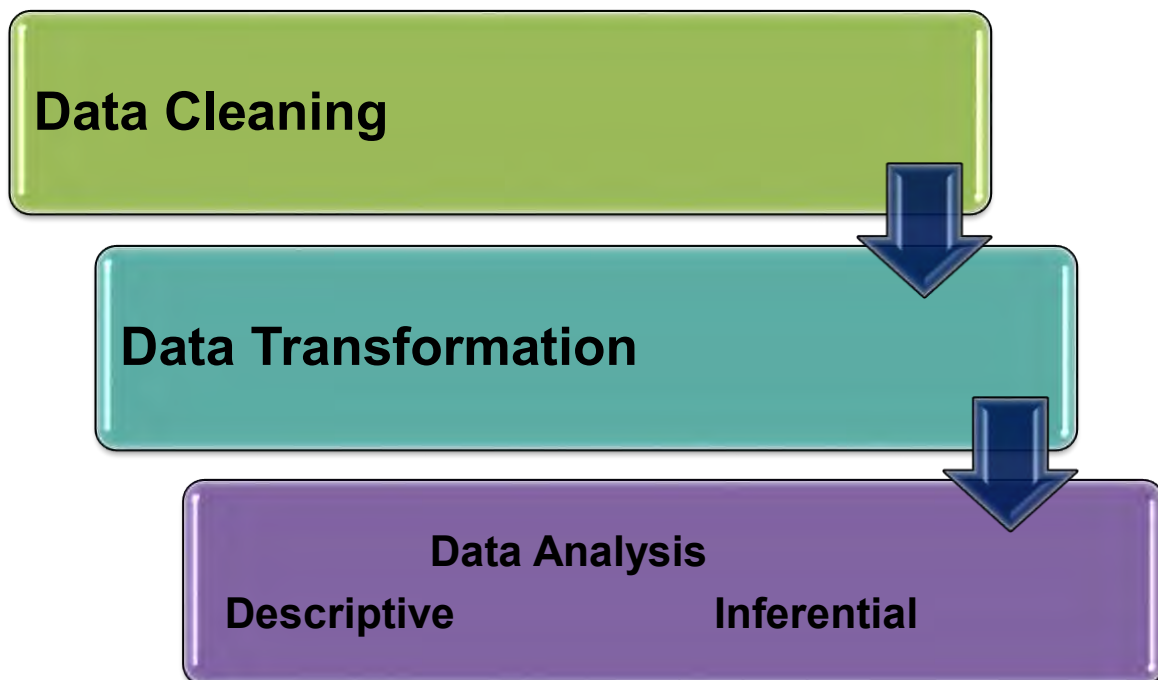 Data Cleaning
Data Transformation
Data Analysis
Descriptive Inferential